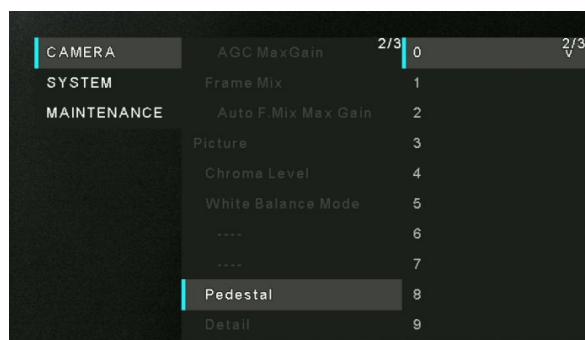 CAMERA
SYSTEM
MAINTENANCE
2/3
AGC MaxGain
Frame Mix
Auto F.Mix Max Gain
Picture
Chroma Level
White Balance Mode
----
----
Pedestal
Detail
2/3
0
1
2
3
4
5
6
7
8
9